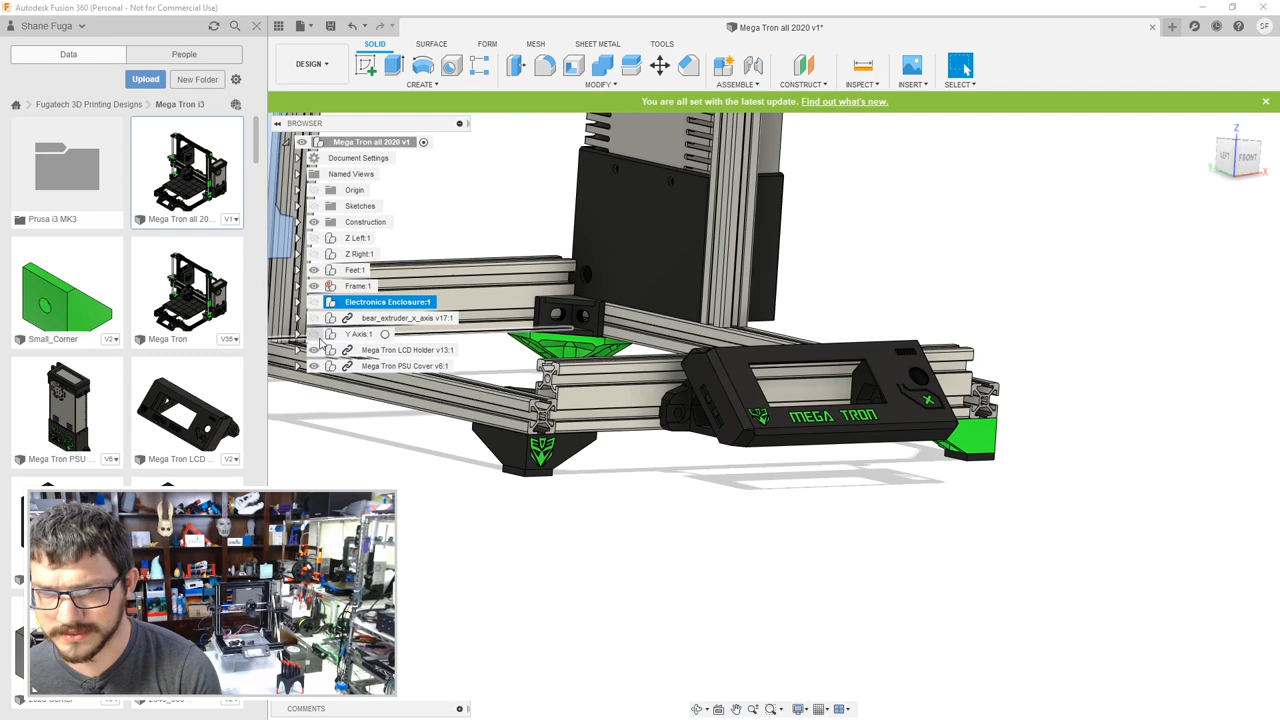 Autodesk Fusion 360 (Personal - Not for Commercial Use)
Shane Fuga
Mega Tron all 2020 v1*
SF
Data
People
Upload
New Folder
Fugatech 3D Printing Designs > Mega Tron i3
DESIGN
SOLID
SURFACE
FORM
MESH
SHEET METAL
TOOLS
CREATE
MODIFY
ASSEMBLE
CONSTRUCT
INSPECT
INSERT
SELECT
You are all set with the latest update. Find out what's new.
BROWSER
Mega Tron all 2020 v1
Document Settings
Named Views
Origin
Sketches
Construction
Z Left:1
Z Right:1
Feet:1
Frame:1
Electronics Enclosure:1
bear_extruder_x_axis v17:1
Y Axis:1
Mega Tron LCD Holder v13:1
Mega Tron PSU Cover v6:1
Prusa i3 MK3
Mega Tron all 20...
V1
Small_Corner
V2
Mega Tron
V35
Mega Tron PSU ...
V6
Mega Tron LCD ...
V2
LEFT
FRONT
Z
X
MEGA TRON
X
COMMENTS